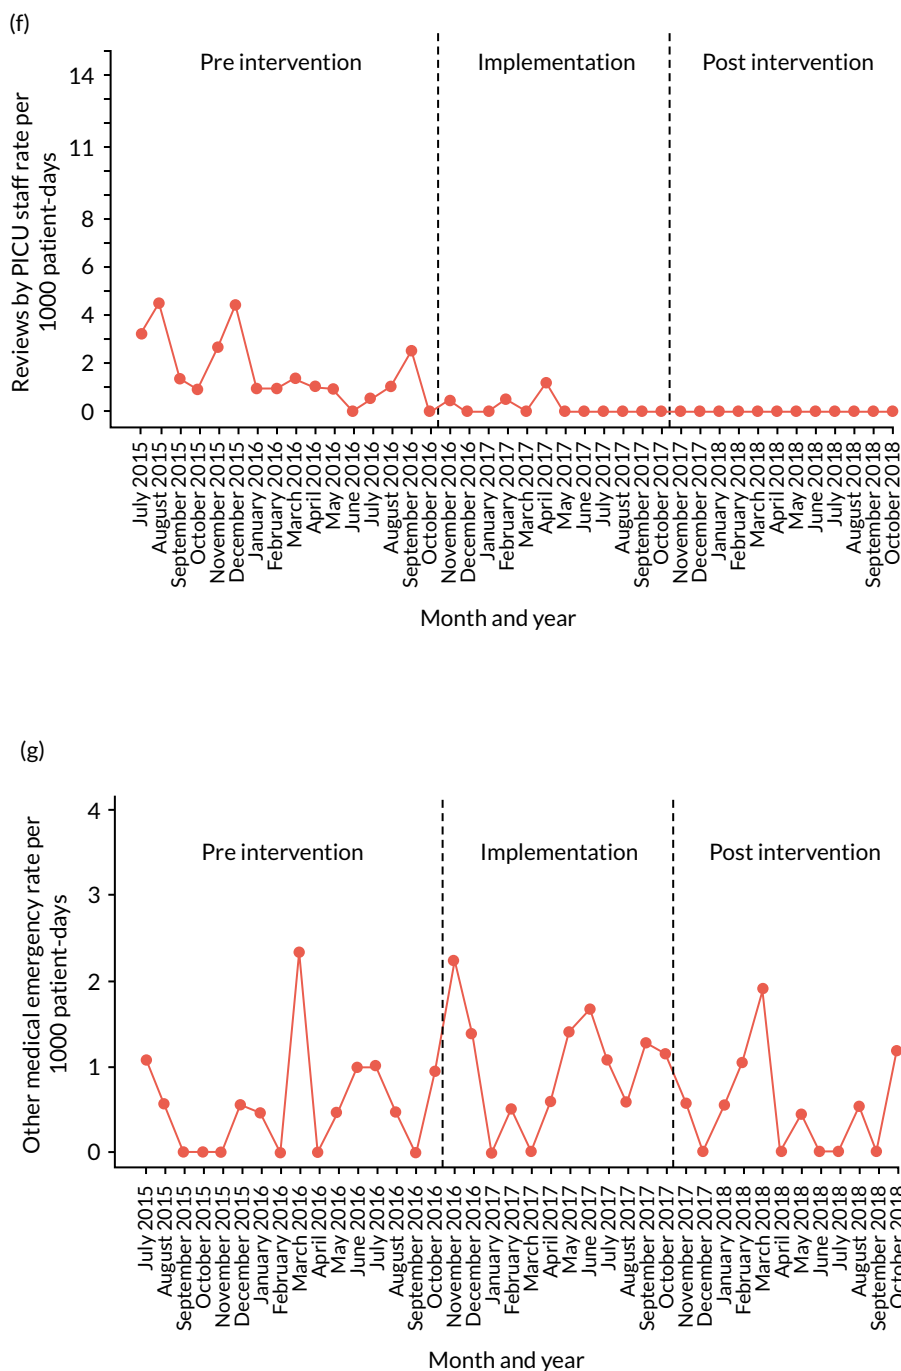 (f)
Pre intervention
Implementation
Post intervention
Reviews by PICU staff rate per
1000 patient-days
14
11
8
6
4
2
0
July 2015
August 2015
September 2015
October 2015
November 2015
December 2015
January 2016
February 2016
March 2016
April 2016
May 2016
June 2016
July 2016
August 2016
September 2016
October 2016
November 2016
December 2016
January 2017
February 2017
March 2017
April 2017
May 2017
June 2017
July 2017
August 2017
September 2017
October 2017
November 2017
December 2017
January 2018
February 2018
March 2018
April 2018
May 2018
June 2018
July 2018
August 2018
September 2018
October 2018
Month and year
(g)
Pre intervention
Implementation
Post intervention
Other medical emergency rate per
1000 patient-days
4
3
2
1
0
July 2015
August 2015
September 2015
October 2015
November 2015
December 2015
January 2016
February 2016
March 2016
April 2016
May 2016
June 2016
July 2016
August 2016
September 2016
October 2016
November 2016
December 2016
January 2017
February 2017
March 2017
April 2017
May 2017
June 2017
July 2017
August 2017
September 2017
October 2017
November 2017
December 2017
January 2018
February 2018
March 2018
April 2018
May 2018
June 2018
July 2018
August 2018
September 2018
October 2018
Month and year